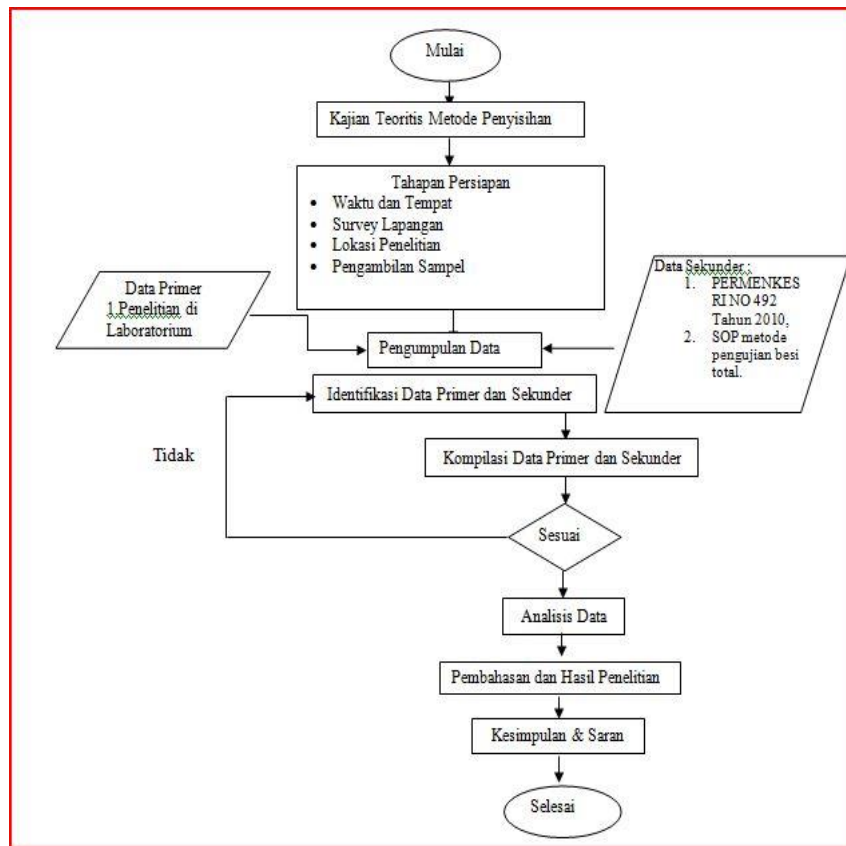 Mulai
Kajian Teoritis Metode Penyisihan
Tahapan Persiapan
• Waktu dan Tempat
• Survey Lapangan
• Lokasi Penelitian
• Pengambilan Sampel
Data Primer
1.Penelitian di
Laboratorium
Data Sekunder :
1. PERMENKES
RI NO 492
Tahun 2010,
2. SOP metode
pengujian besi
total.
Pengumpulan Data
Identifikasi Data Primer dan Sekunder
Tidak
Kompilasi Data Primer dan Sekunder
Sesuai
Analisis Data
Pembahasan dan Hasil Penelitian
Kesimpulan & Saran
Selesai